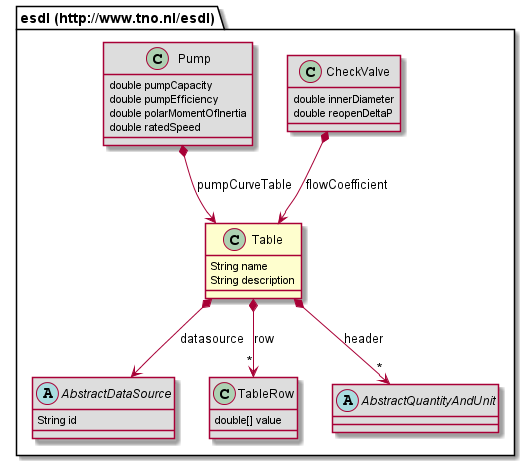 esdl (http://www.tno.nl/esdl)
C Pump
double pumpCapacity
double pumpEfficiency
double polarMomentOfInertia
double ratedSpeed
C CheckValve
double innerDiameter
double reopenDeltaP
pumpCurveTable
flowCoefficient
C Table
String name
String description
datasource
row
header
*
*
A AbstractDataSource
String id
C TableRow
double[] value
A AbstractQuantityAndUnit